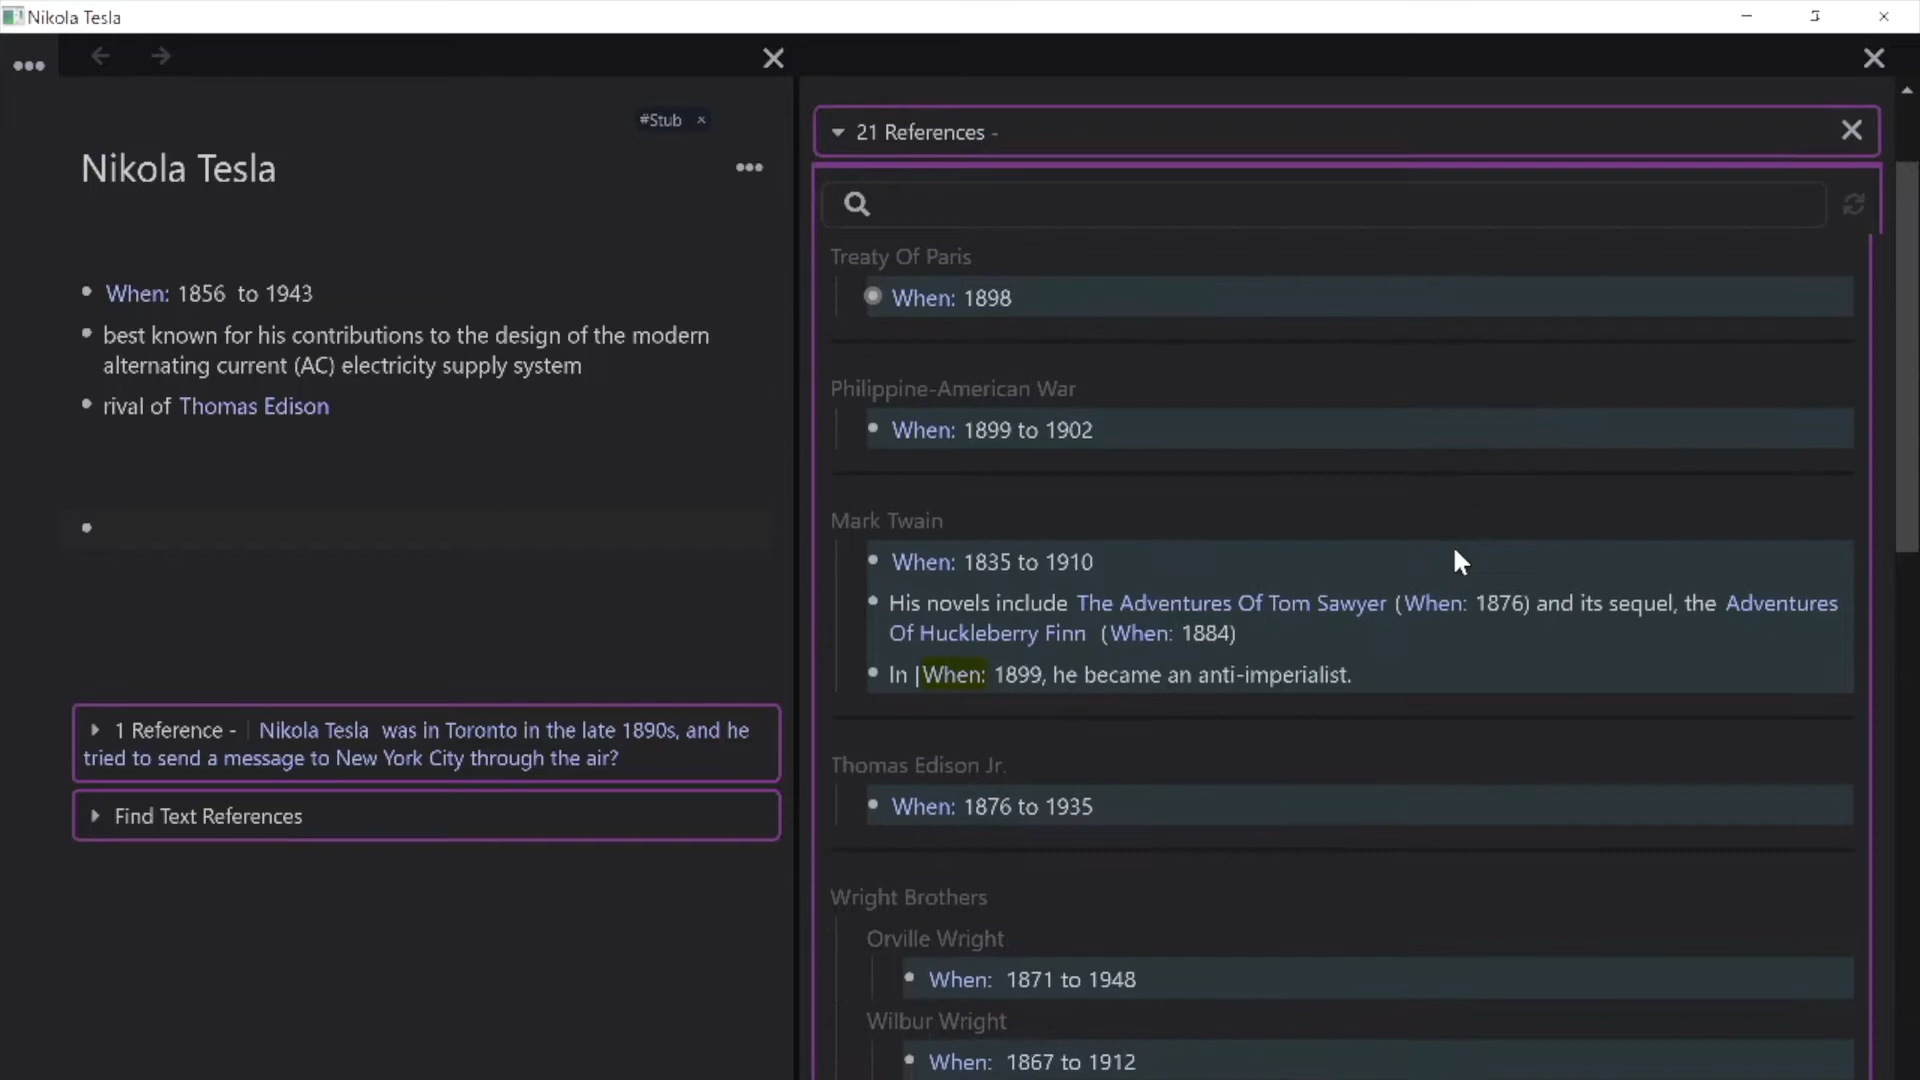 Nikola Tesla
#Stub ×
Nikola Tesla
When: 1856 to 1943
best known for his contributions to the design of the modern
alternating current (AC) electricity supply system
rival of Thomas Edison
1 Reference - Nikola Tesla was in Toronto in the late 1890s, and he
tried to send a message to New York City through the air?
Find Text References
21 References -
Treaty Of Paris
When: 1898
Philippine-American War
When: 1899 to 1902
Mark Twain
When: 1835 to 1910
His novels include The Adventures Of Tom Sawyer (When: 1876) and its sequel, the Adventures
Of Huckleberry Finn (When: 1884)
In |When: 1899, he became an anti-imperialist.
Thomas Edison Jr.
When: 1876 to 1935
Wright Brothers
Orville Wright
When: 1871 to 1948
Wilbur Wright
When: 1867 to 1912